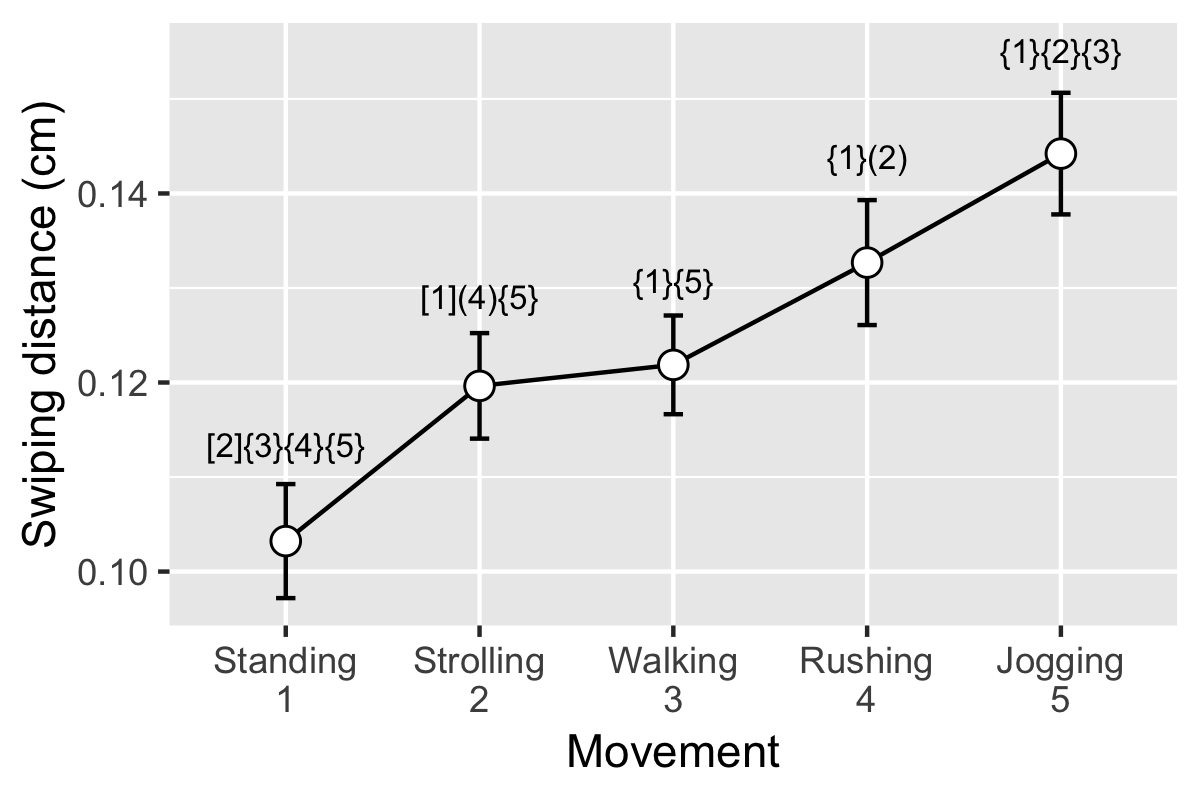 {1}{2}{3}
{1}(2)
[1](4){5}
{1}{5}
[2]{3}{4}{5}
Swiping distance (cm)
0.14
0.12
0.10
Standing
1
Strolling
2
Walking
3
Rushing
4
Jogging
5
Movement